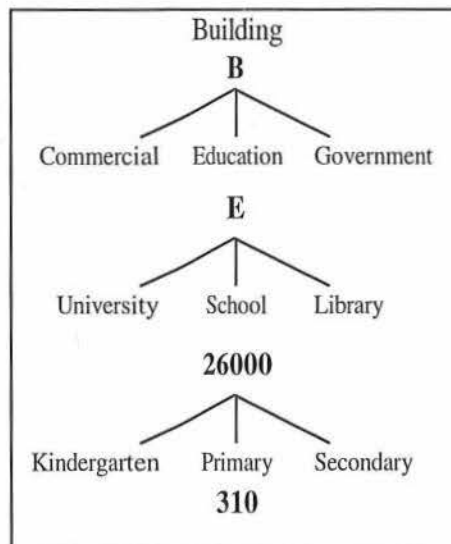 Building
B
Commercial Education Government
E
University School Library
26000
Kindergarten Primary Secondary
310